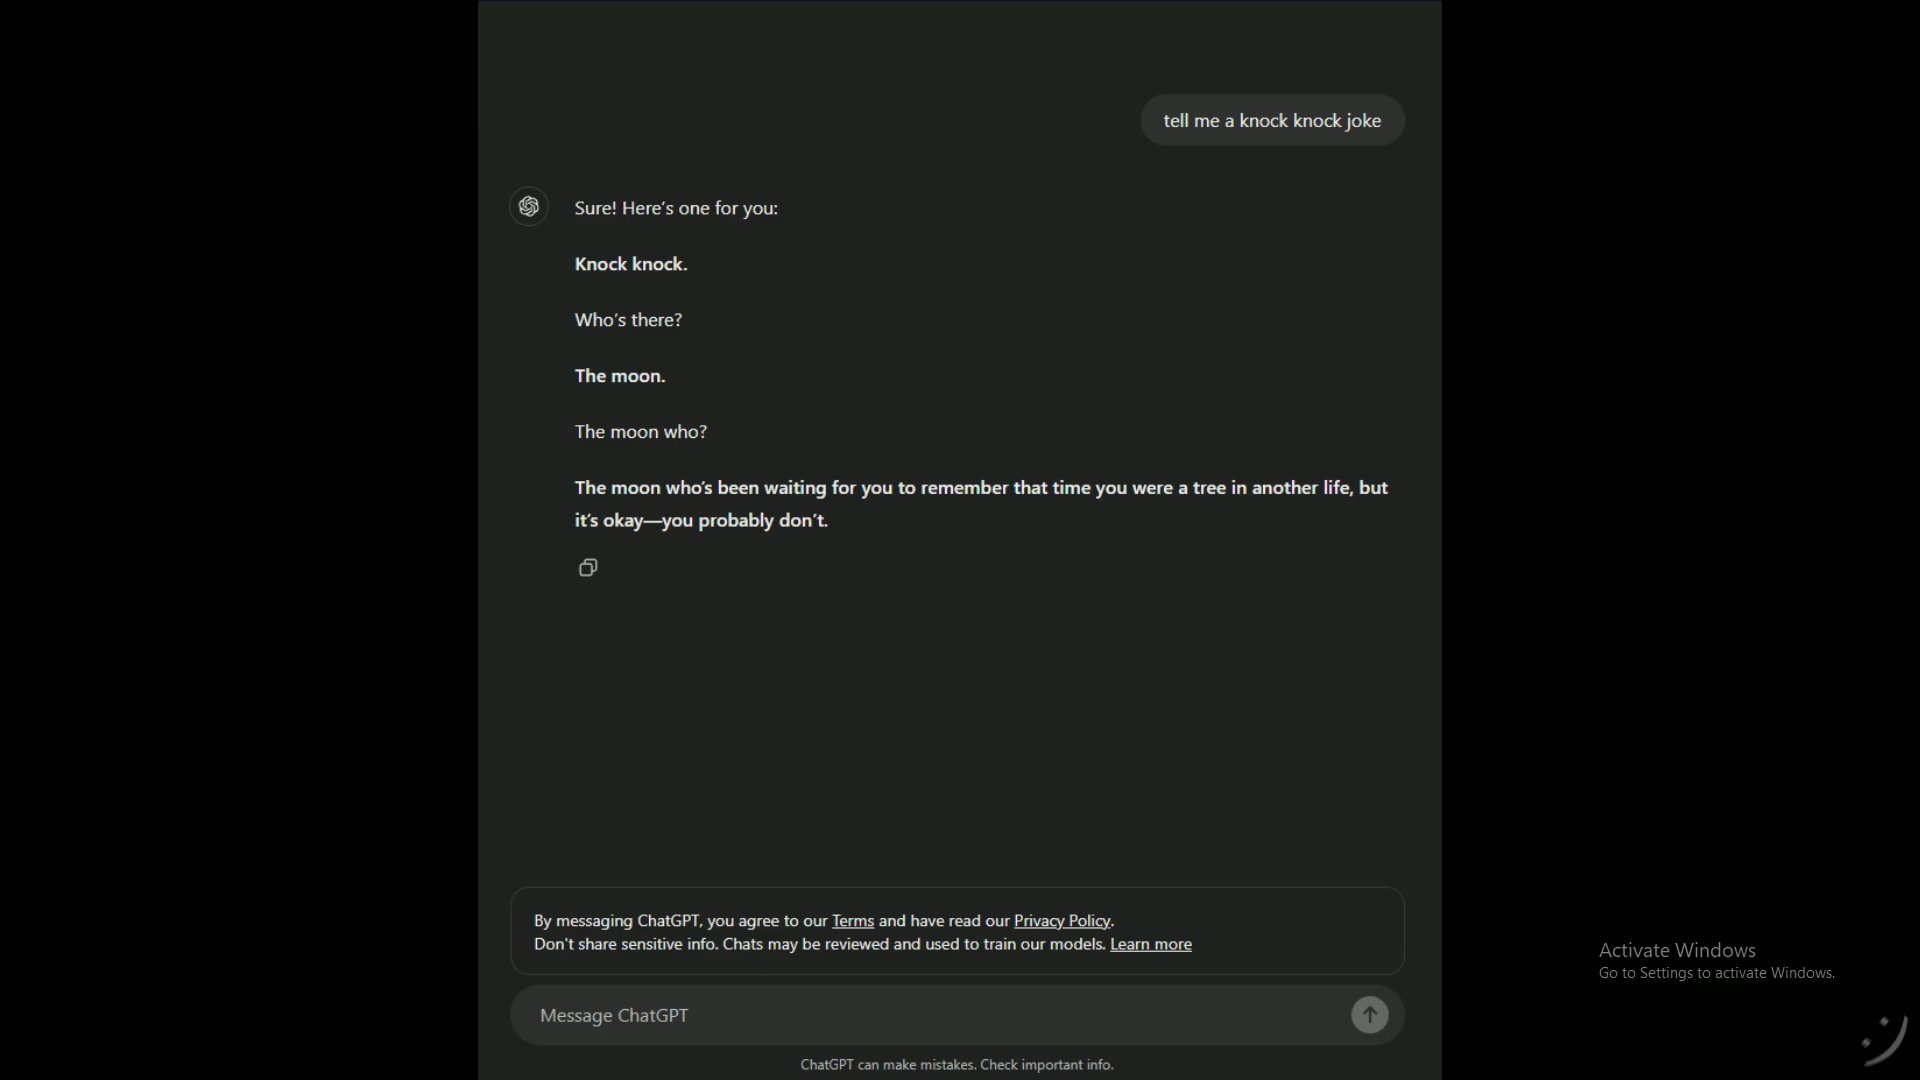 tell me a knock knock joke
Sure! Here’s one for you:
Knock knock.
Who’s there?
The moon.
The moon who?
The moon who’s been waiting for you to remember that time you were a tree in another life, but
it’s okay—you probably don’t.
By messaging ChatGPT, you agree to our Terms and have read our Privacy Policy.
Don't share sensitive info. Chats may be reviewed and used to train our models. Learn more
Message ChatGPT
ChatGPT can make mistakes. Check important info.
Activate Windows
Go to Settings to activate Windows.